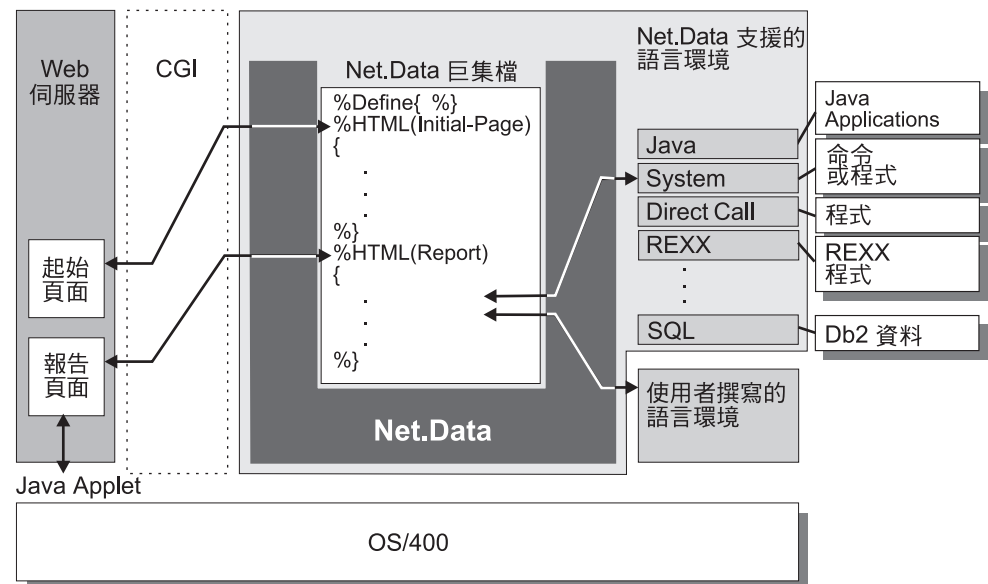 Web
伺服器
CGI
起始
頁面
報告
頁面
Java Applet
Net.Data 巨集檔
%Define{ %}
%HTML(Initial-Page)
{
.
.
.
%}
%HTML(Report)
{
.
.
.
%}
Net.Data
Net.Data 支援的
語言環境
Java
System
Direct Call
REXX
.
.
.
SQL
使用者撰寫的
語言環境
Java
Applications
命令
或程式
程式
REXX
程式
Db2 資料
OS/400